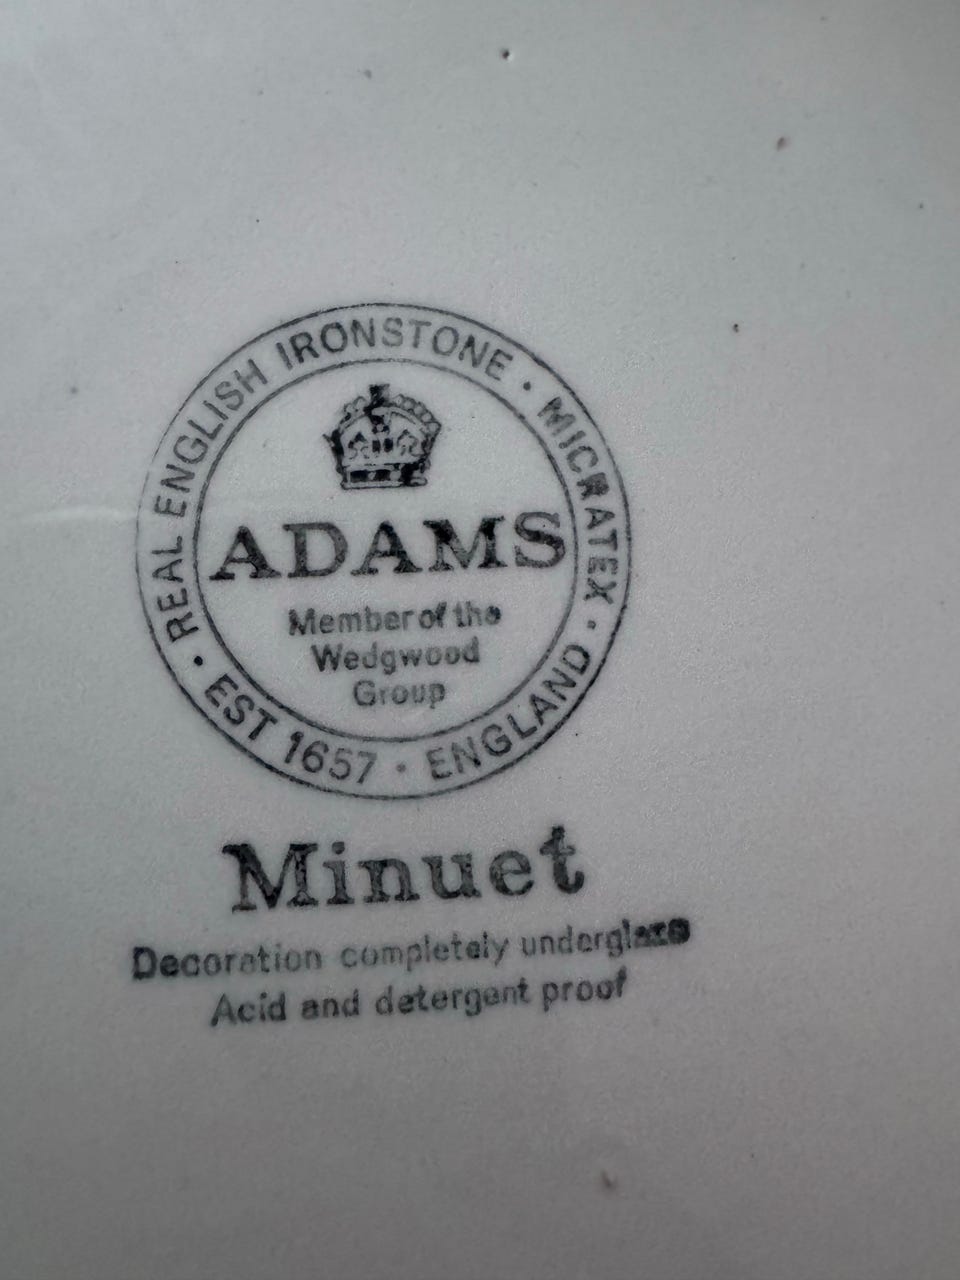 REAL ENGLISH IRONSTONE · MICRATEX ·
ADAMS
Member of the
Wedgwood
Group
· EST 1657 · ENGLAND
Minuet
Decoration completely underglaze
Acid and detergent proof